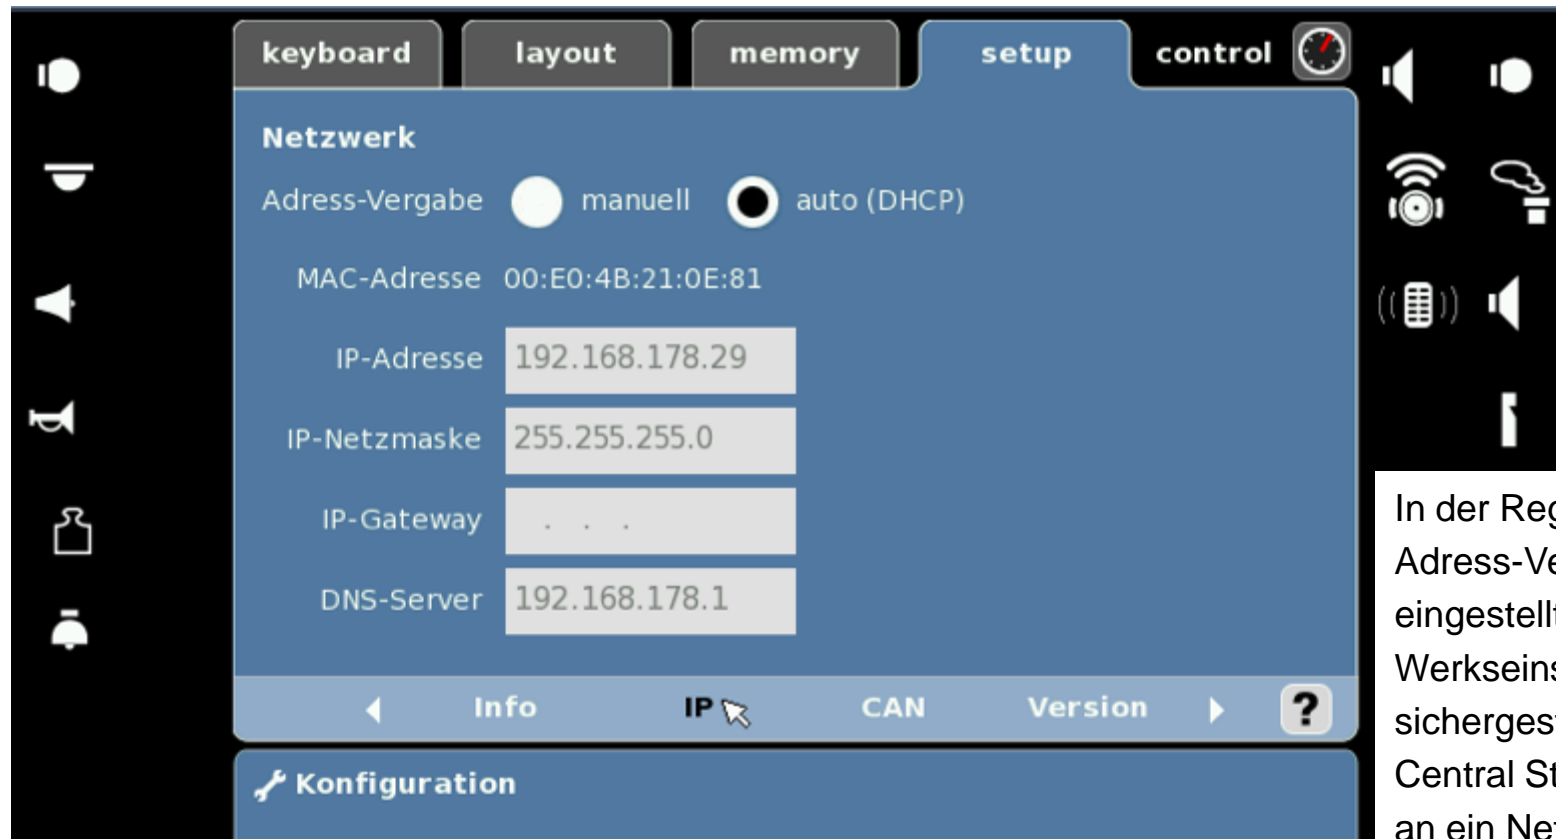 keyboard layout memory setup control
Netzwerk
Adress-Vergabe manuell auto (DHCP)
MAC-Adresse 00:E0:4B:21:0E:81
IP-Adresse 192.168.178.29
IP-Netzmaske 255.255.255.0
IP-Gateway . . .
DNS-Server 192.168.178.1
Info IP CAN Version ?
Konfiguration
In der
eingestellt
Central
an ein